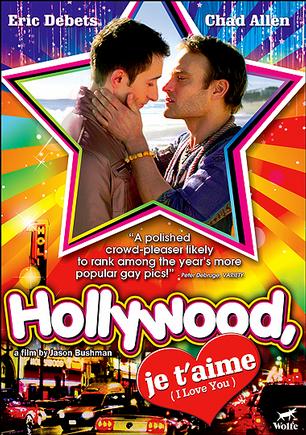 Eric Debets Chad Allen
"A polished
crowd-pleaser likely
to rank among the year's more
popular gay pics!" - Peter Debruge, VARIETY
Hollywood,
a film by Jason Bushman
je t'aime
(I Love You)
Wolfe